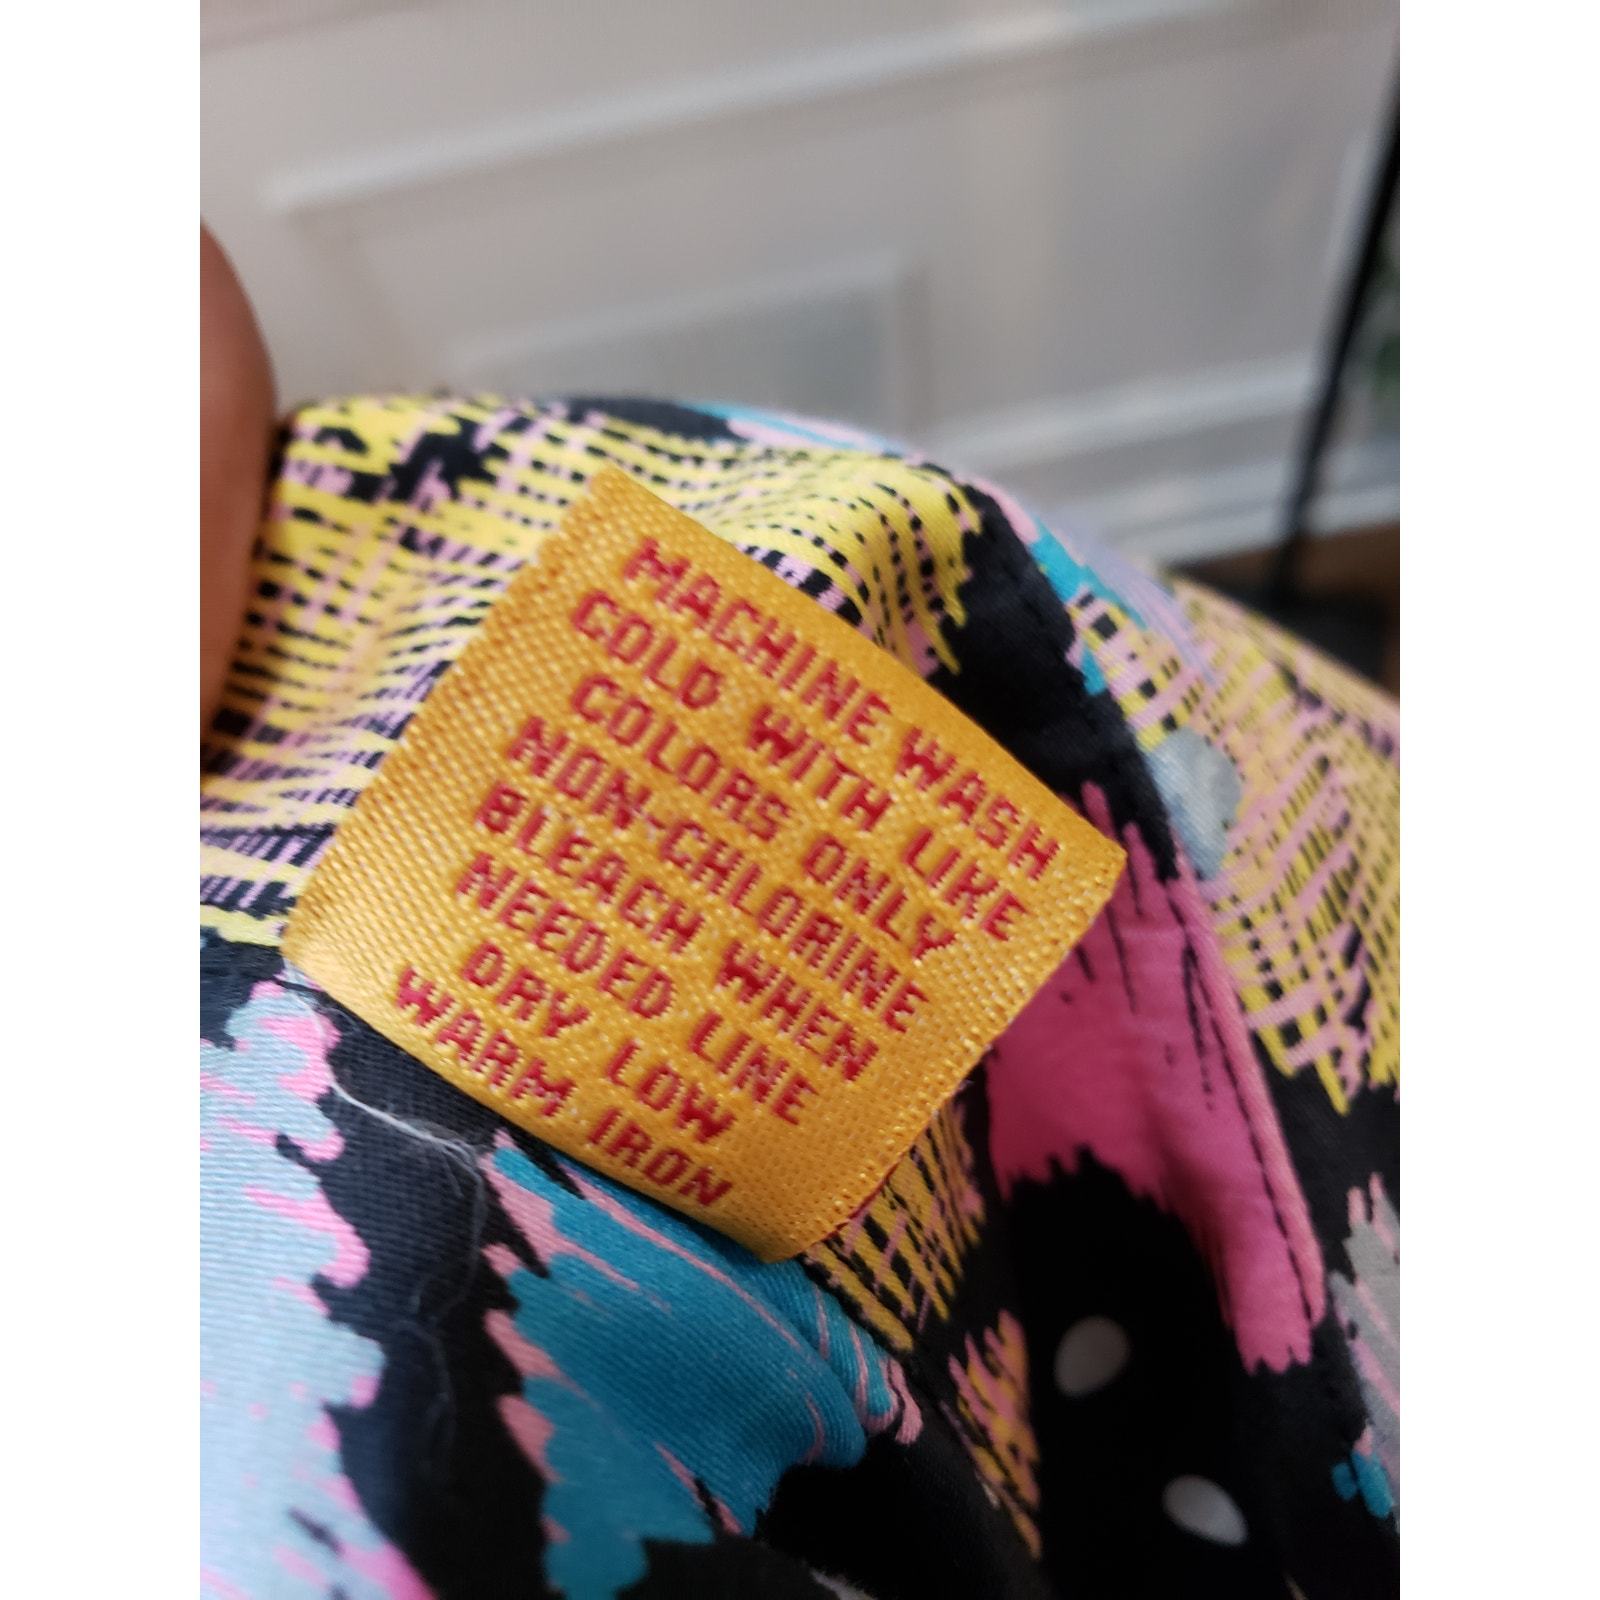 MACHINE WASH
COLD WITH LIKE
COLORS ONLY
NON-CHLORINE
BLEACH WHEN
NEEDED LINE
DRY LOW
WARM IRON